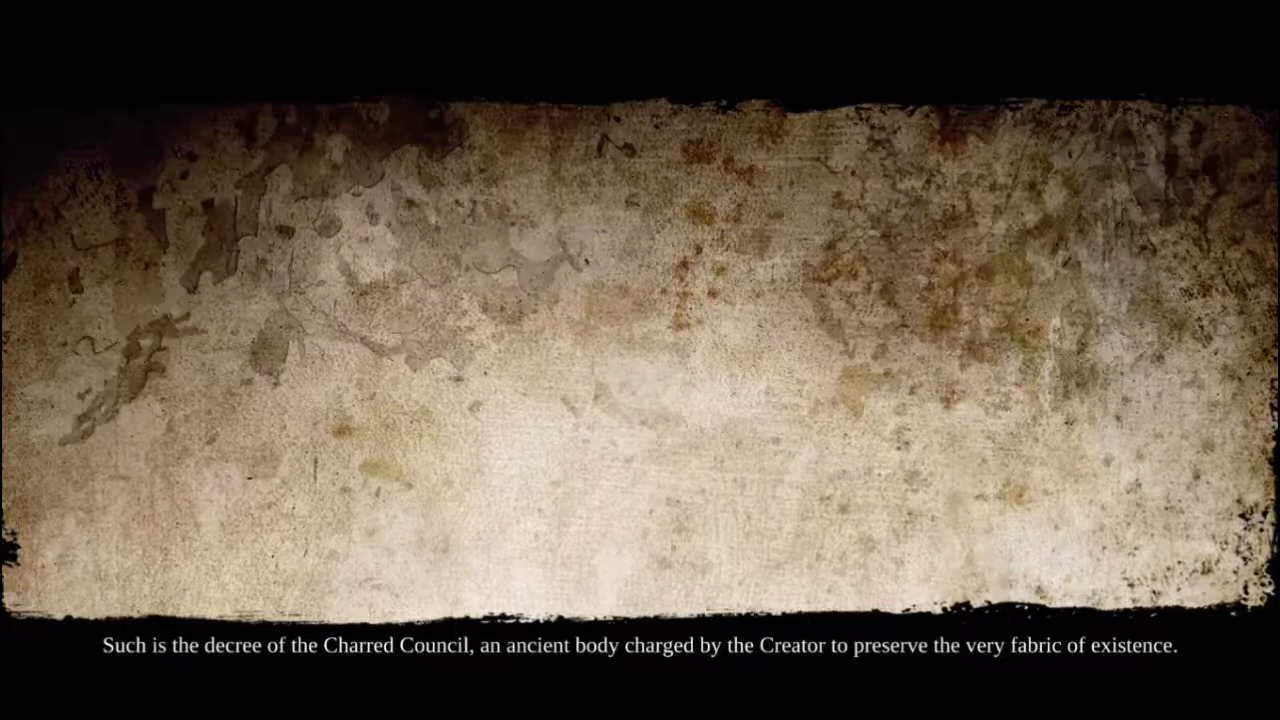 Such is the decree of the Charred Council, an ancient body charged by the Creator to preserve the very fabric of existence.